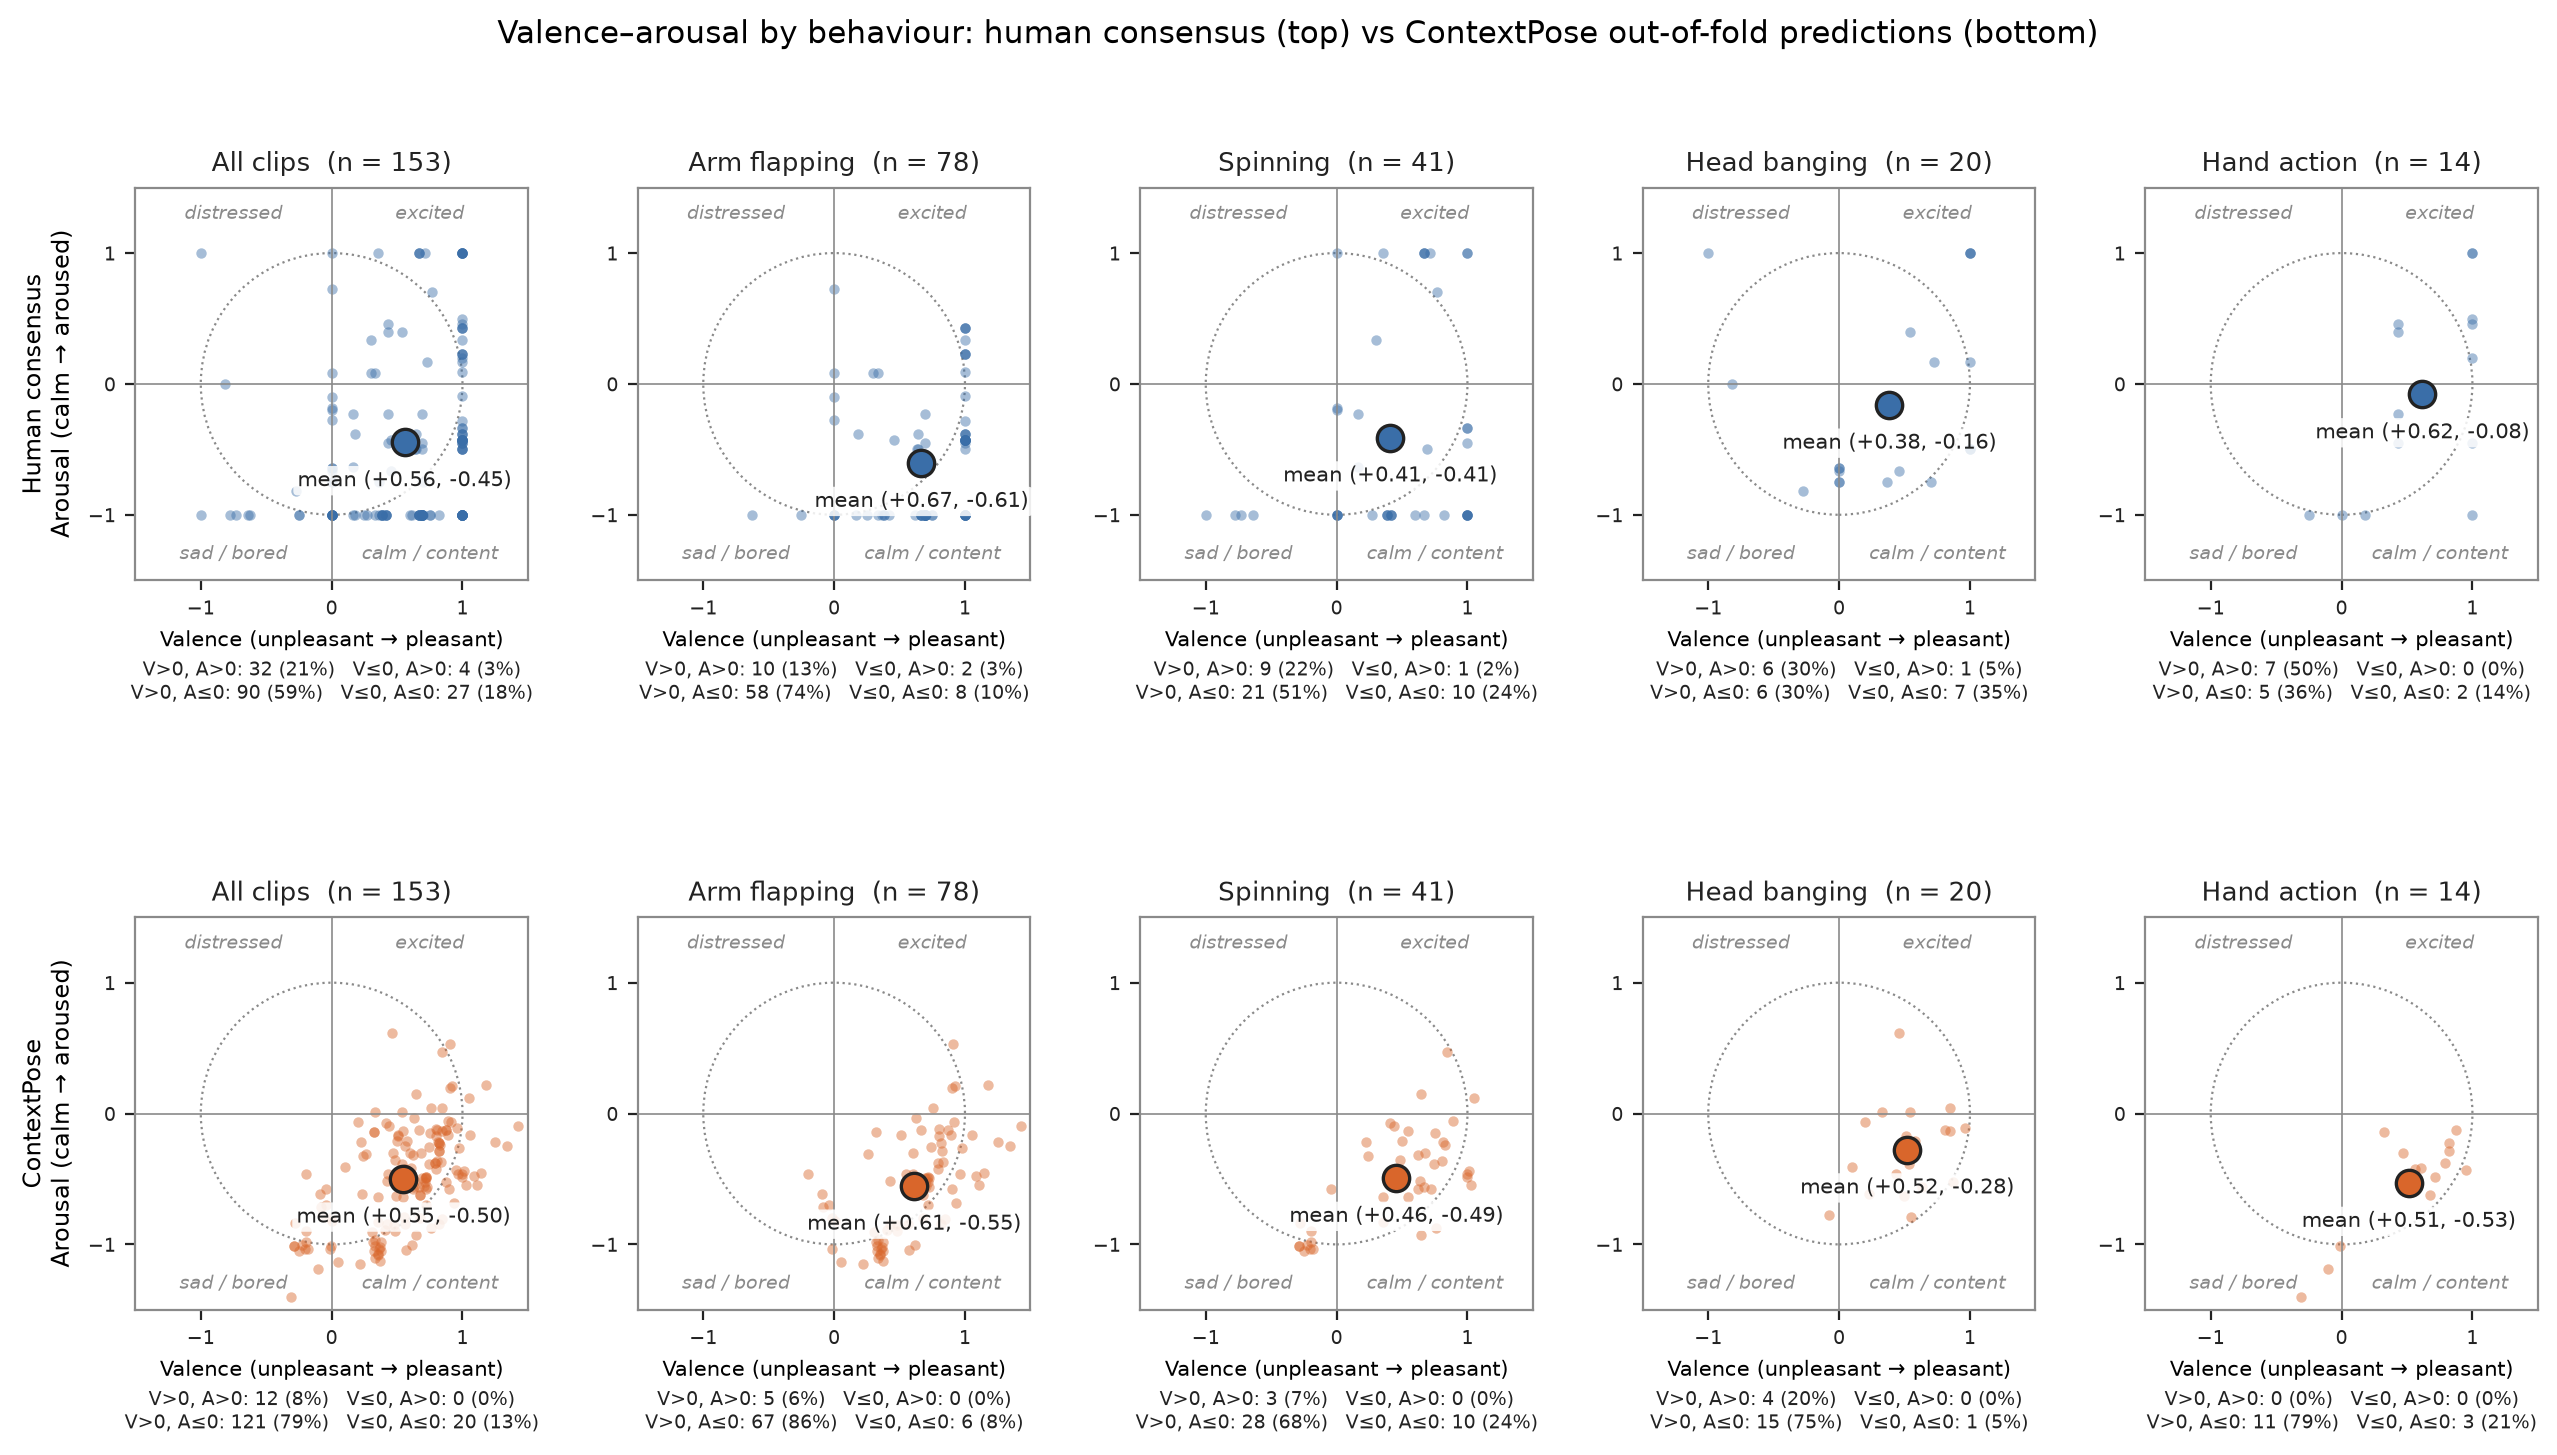 Valence–arousal by behaviour: human consensus (top) vs ContextPose out-of-fold predictions (bottom)
Human consensus
Arousal (calm → aroused)
All clips (n = 153)
distressed excited
1
0
−1
mean (+0.56, -0.45)
sad / bored calm / content
−1 0 1
Valence (unpleasant → pleasant)
V>0, A>0: 32 (21%) V≤0, A>0: 4 (3%)
V>0, A≤0: 90 (59%) V≤0, A≤0: 27 (18%)
Arm flapping (n = 78)
distressed excited
1
0
−1
mean (+0.67, -0.61)
sad / bored calm / content
−1 0 1
Valence (unpleasant → pleasant)
V>0, A>0: 10 (13%) V≤0, A>0: 2 (3%)
V>0, A≤0: 58 (74%) V≤0, A≤0: 8 (10%)
Spinning (n = 41)
distressed excited
1
0
−1
mean (+0.41, -0.41)
sad / bored calm / content
−1 0 1
Valence (unpleasant → pleasant)
V>0, A>0: 9 (22%) V≤0, A>0: 1 (2%)
V>0, A≤0: 21 (51%) V≤0, A≤0: 10 (24%)
Head banging (n = 20)
distressed excited
1
0
−1
mean (+0.38, -0.16)
sad / bored calm / content
−1 0 1
Valence (unpleasant → pleasant)
V>0, A>0: 6 (30%) V≤0, A>0: 1 (5%)
V>0, A≤0: 6 (30%) V≤0, A≤0: 7 (35%)
Hand action (n = 14)
distressed excited
1
0
−1
mean (+0.62, -0.08)
sad / bored calm / content
−1 0 1
Valence (unpleasant → pleasant)
V>0, A>0: 7 (50%) V≤0, A>0: 0 (0%)
V>0, A≤0: 5 (36%) V≤0, A≤0: 2 (14%)
ContextPose
Arousal (calm → aroused)
All clips (n = 153)
distressed excited
1
0
−1
mean (+0.55, -0.50)
sad / bored calm / content
−1 0 1
Valence (unpleasant → pleasant)
V>0, A>0: 12 (8%) V≤0, A>0: 0 (0%)
V>0, A≤0: 121 (79%) V≤0, A≤0: 20 (13%)
Arm flapping (n = 78)
distressed excited
1
0
−1
mean (+0.61, -0.55)
sad / bored calm / content
−1 0 1
Valence (unpleasant → pleasant)
V>0, A>0: 5 (6%) V≤0, A>0: 0 (0%)
V>0, A≤0: 67 (86%) V≤0, A≤0: 6 (8%)
Spinning (n = 41)
distressed excited
1
0
−1
mean (+0.46, -0.49)
sad / bored calm / content
−1 0 1
Valence (unpleasant → pleasant)
V>0, A>0: 3 (7%) V≤0, A>0: 0 (0%)
V>0, A≤0: 28 (68%) V≤0, A≤0: 10 (24%)
Head banging (n = 20)
distressed excited
1
0
−1
mean (+0.52, -0.28)
sad / bored calm / content
−1 0 1
Valence (unpleasant → pleasant)
V>0, A>0: 4 (20%) V≤0, A>0: 0 (0%)
V>0, A≤0: 15 (75%) V≤0, A≤0: 1 (5%)
Hand action (n = 14)
distressed excited
1
0
−1
mean (+0.51, -0.53)
sad / bored calm / content
−1 0 1
Valence (unpleasant → pleasant)
V>0, A>0: 0 (0%) V≤0, A>0: 0 (0%)
V>0, A≤0: 11 (79%) V≤0, A≤0: 3 (21%)